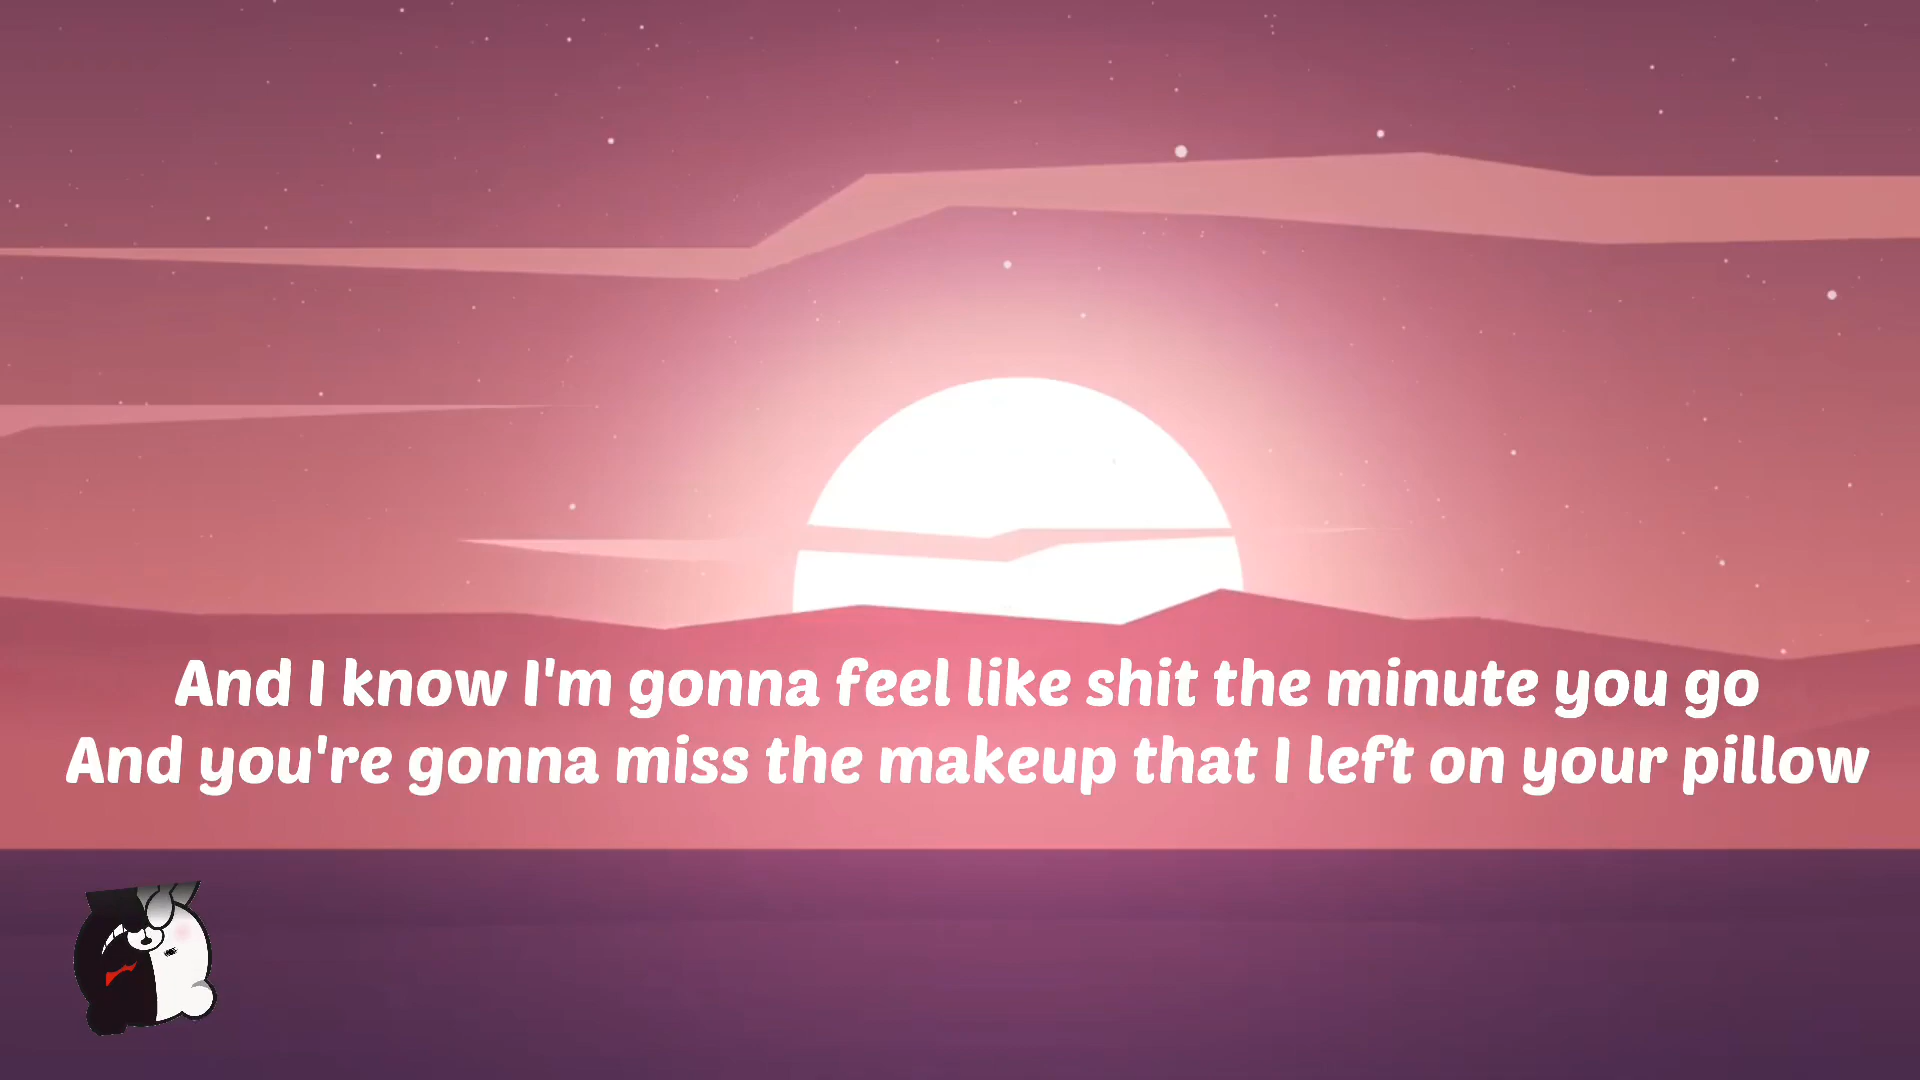 And I know I'm gonna feel like shit the minute you go
And you're gonna miss the makeup that I left on your pillow